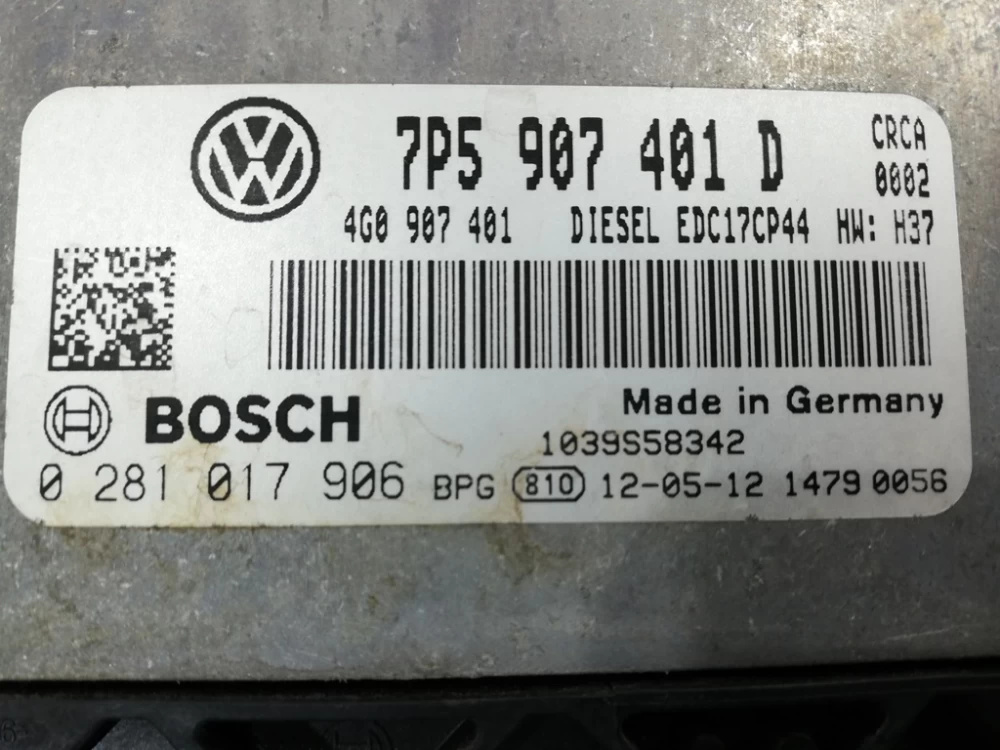 7P5 907 401 D
CRCA
0002
4G0 907 401 DIESEL EDC17CP44 HW: H37
BOSCH
Made in Germany
1039S58342
0 281 017 906 BPG 810 12-05-12 1479 0056